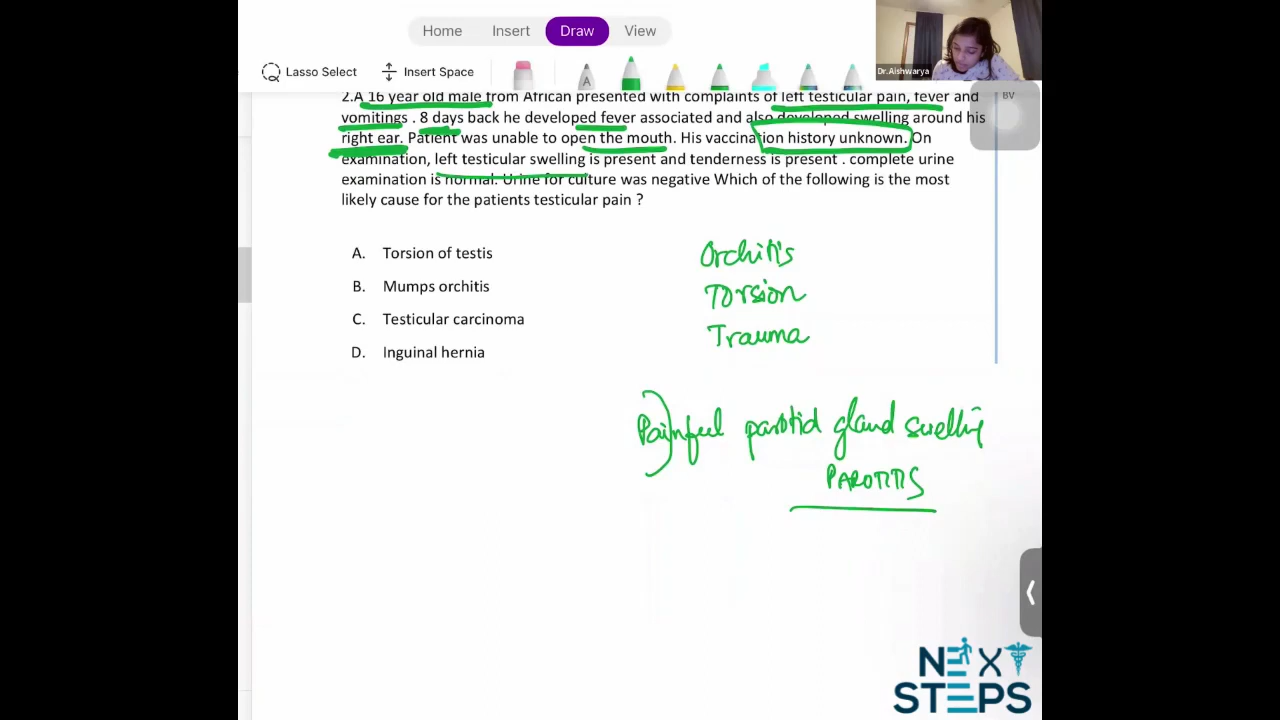 Home Insert Draw View
Lasso Select Insert Space
Dr.Aishwarya
2.A 16 year old male from African presented with complaints of left testicular pain, fever and
vomitings . 8 days back he developed fever associated and also developed swelling around his
right ear. Patient was unable to open the mouth. His vaccination history unknown. On
examination, left testicular swelling is present and tenderness is present . complete urine
examination is normal. Urine for culture was negative Which of the following is the most
likely cause for the patients testicular pain ?
BV
A. Torsion of testis
B. Mumps orchitis
C. Testicular carcinoma
D. Inguinal hernia
Orchitis
Torsion
Trauma
Painful parotid gland swelling
PAROTITIS
NEXT
STEPS